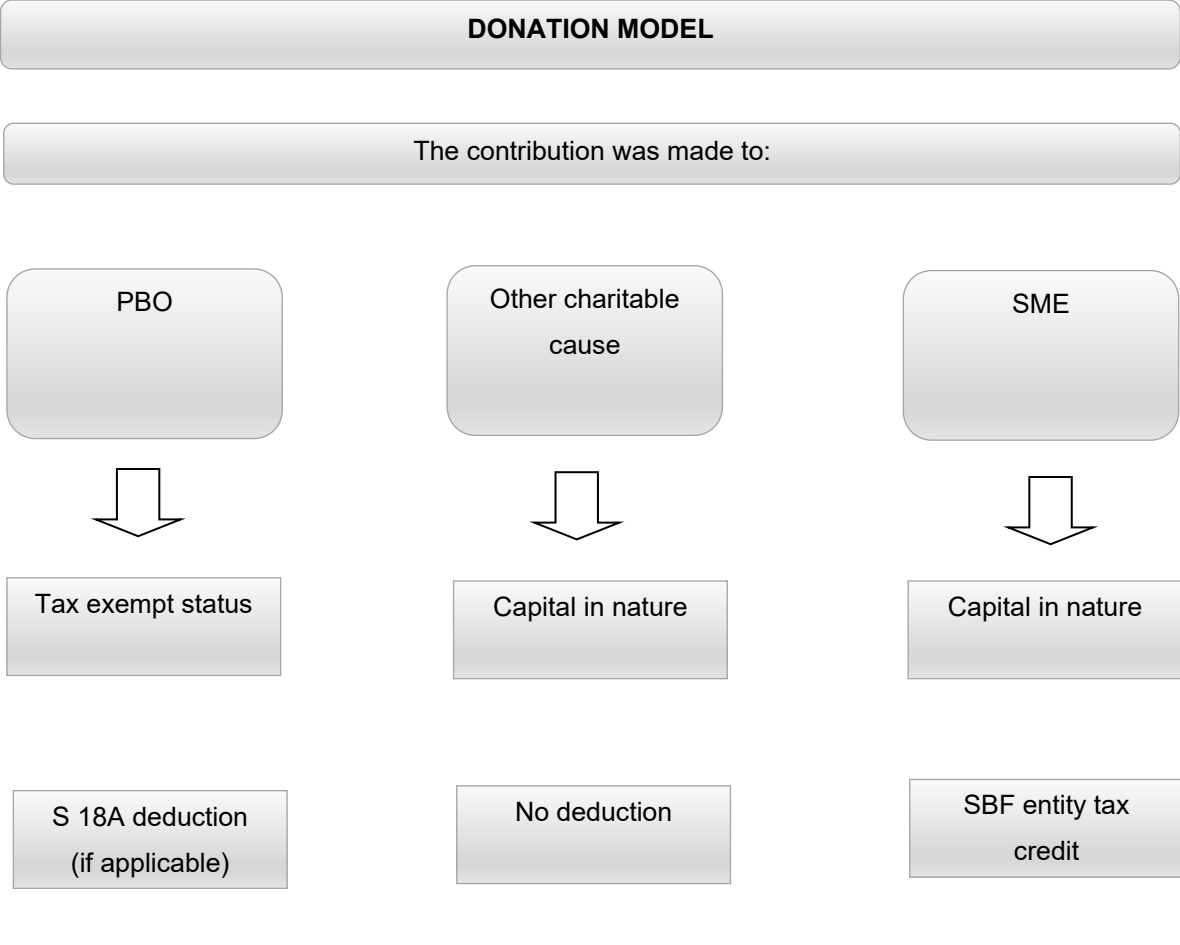 DONATION MODEL
The contribution was made to:
PBO
Other charitable
cause
SME
Tax exempt status
Capital in nature
Capital in nature
S 18A deduction
(if applicable)
No deduction
SBF entity tax
credit